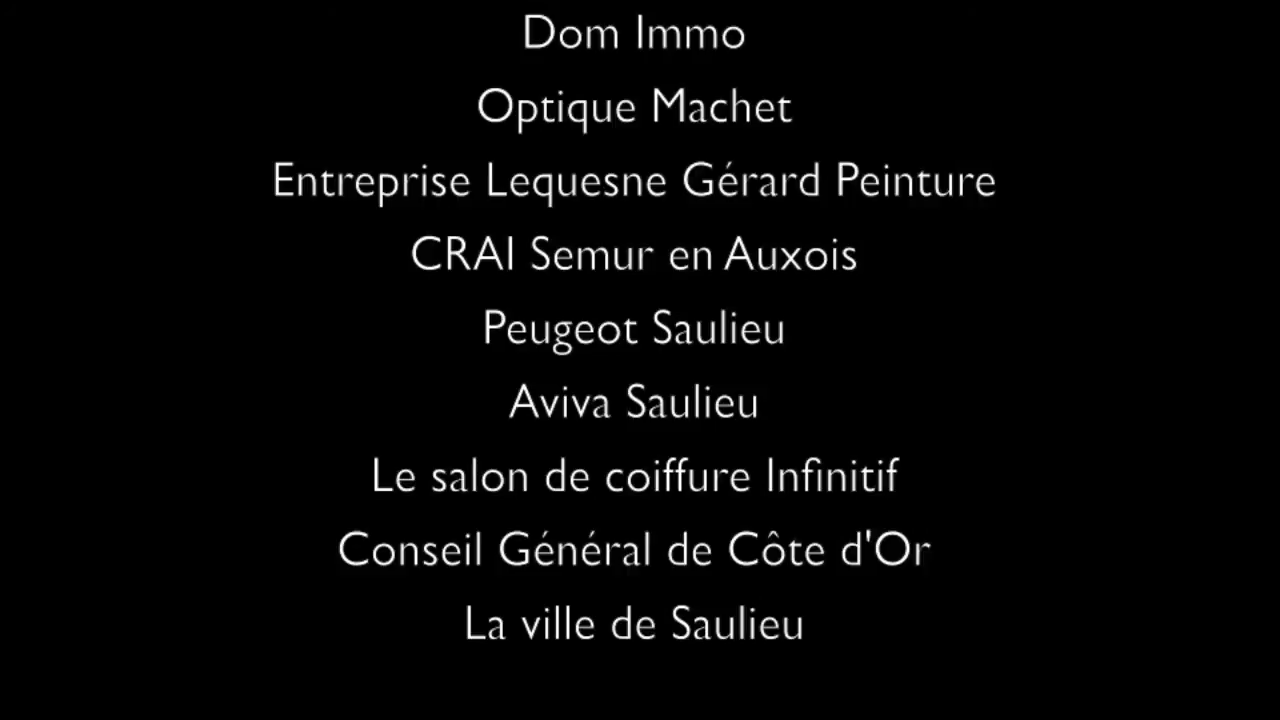 Dom Immo
Optique Machet
Entreprise Lequesne Gérard Peinture
CRAI Semur en Auxois
Peugeot Saulieu
Aviva Saulieu
Le salon de coiffure Infinitif
Conseil Général de Côte d'Or
La ville de Saulieu